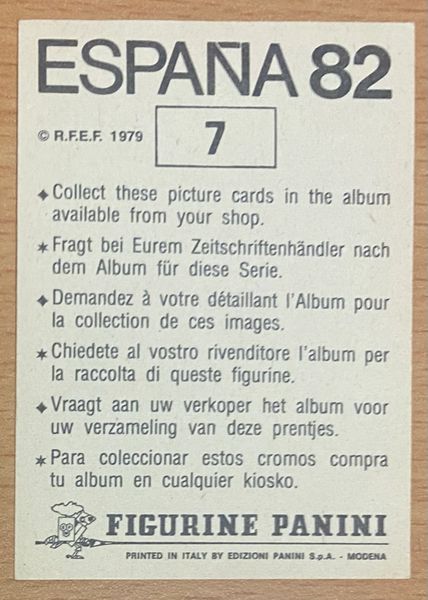 ESPAÑA 82
© R.F.E.F. 1979
7
✦ Collect these picture cards in the album
available from your shop.
✶ Fragt bei Eurem Zeitschriftenhändler nach
dem Album für diese Serie.
✦ Demandez à votre détaillant l'Album pour
la collection de ces images.
✶ Chiedete al vostro rivenditore l'album per
la raccolta di queste figurine.
✦ Vraagt aan uw verkoper het album voor
uw verzameling van deze prentjes.
✶ Para coleccionar estos cromos compra
tu album en cualquier kiosko.
FIGURINE PANINI
PRINTED IN ITALY BY EDIZIONI PANINI S.p.A. - MODENA